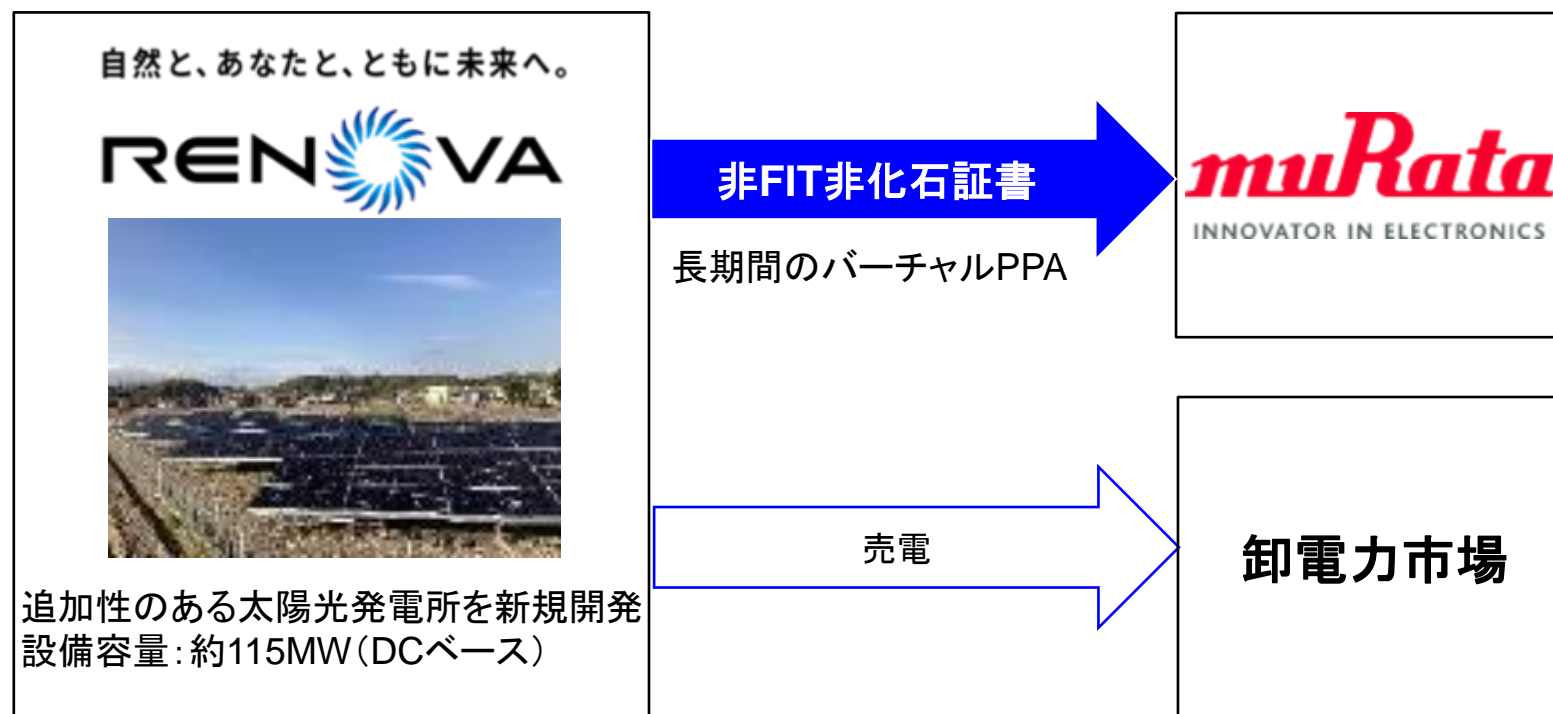 自然と、あなたと、ともに未来へ。
RENOVA
追加性のある太陽光発電所を新規開発
設備容量：約115MW（DCベース）
非FIT非化石証書
長期間のバーチャルPPA
売電
muRata
INNOVATOR IN ELECTRONICS
卸電力市場